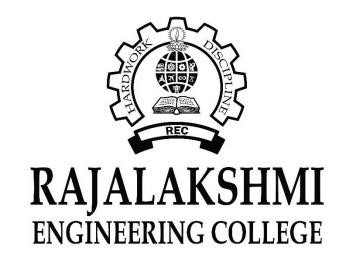 HARDWORK DISCIPLINE
REC
RAJALAKSHMI
ENGINEERING COLLEGE